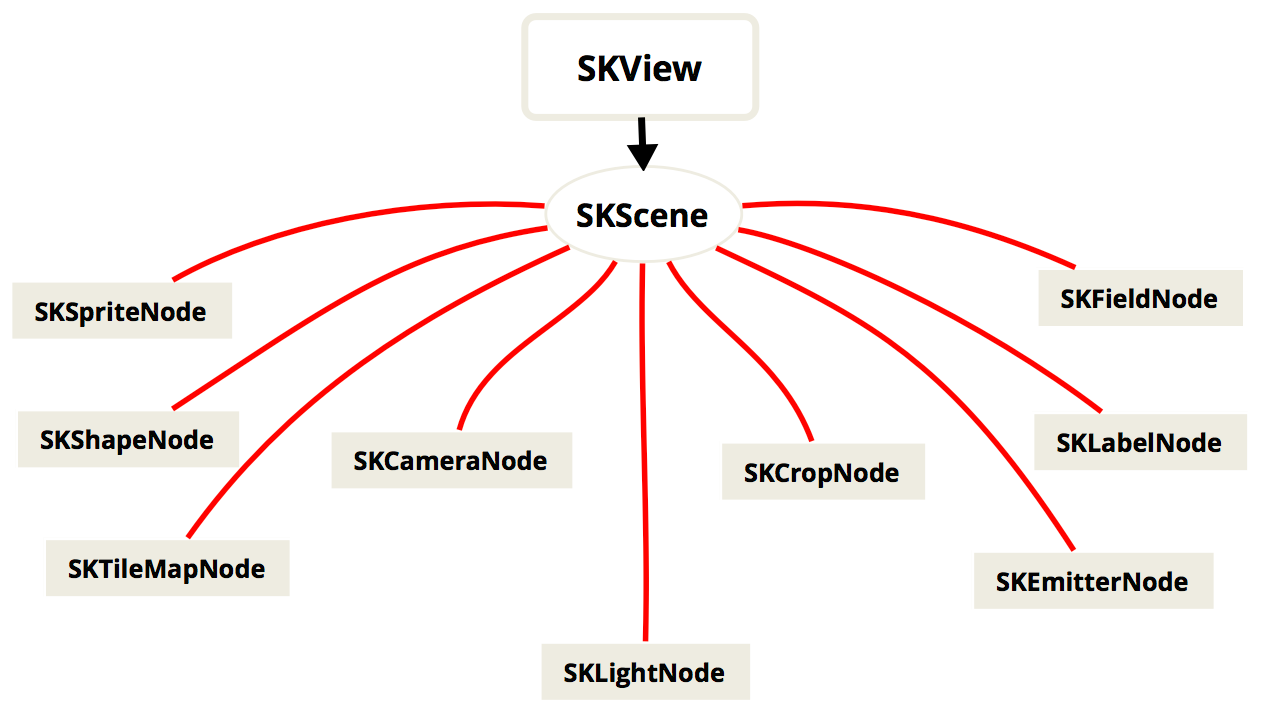 SKView
SKScene
SKSpriteNode
SKFieldNode
SKShapeNode
SKLabelNode
SKCameraNode
SKCropNode
SKTileMapNode
SKEmitterNode
SKLightNode